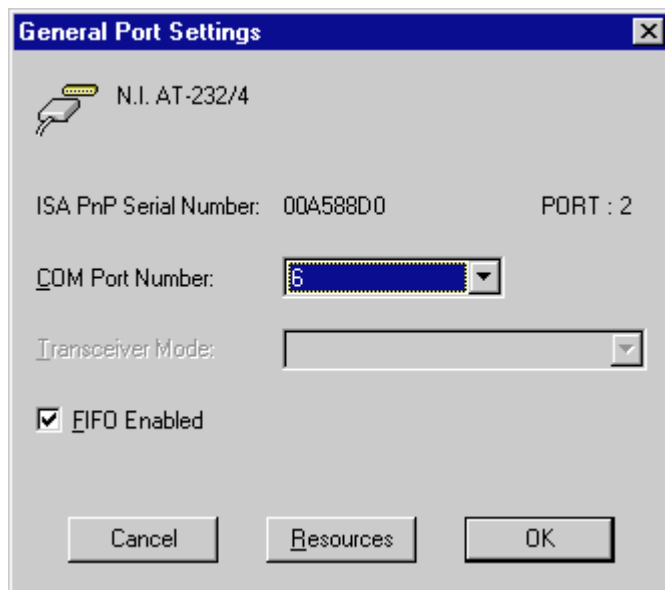 General Port Settings
N.I. AT-232/4
ISA PnP Serial Number: 00A588D0 PORT : 2
COM Port Number: 6
Transceiver Mode:
FIFO Enabled
Cancel Resources OK